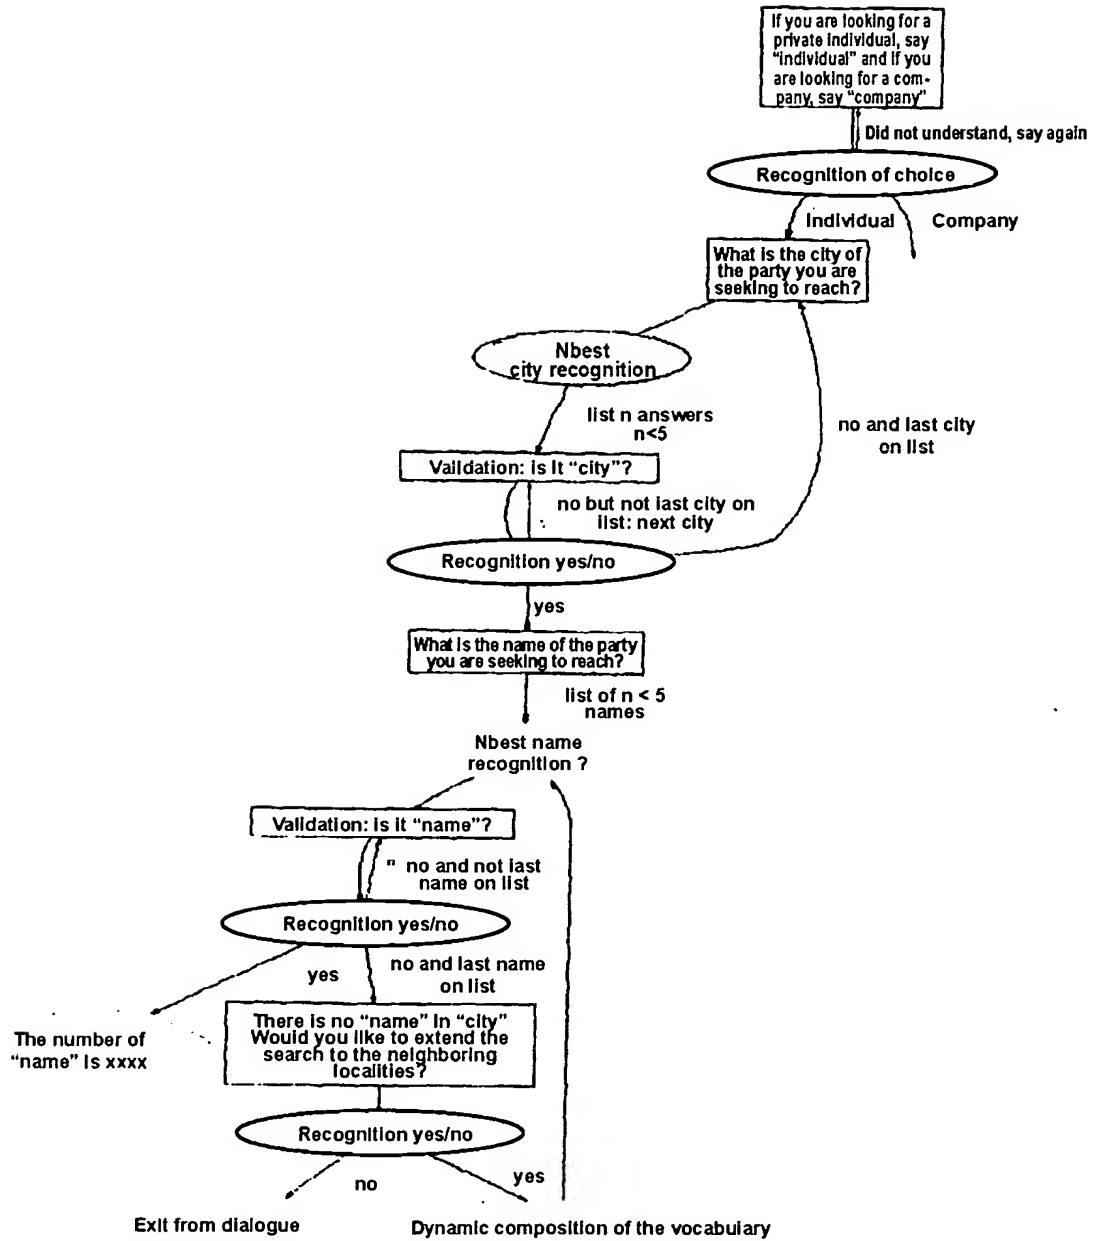 If you are looking for a
private individual, say
"individual" and if you
are looking for a com-
pany, say "company"
Did not understand, say again
Recognition of choice
Individual
Company
What is the city of
the party you are
seeking to reach?
Nbest
city recognition
list n answers
n<5
no and last city
on list
Validation: is it "city"?
no but not last city on
list: next city
Recognition yes/no
yes
What is the name of the party
you are seeking to reach?
list of n < 5
names
Nbest name
recognition ?
Validation: is it "name"?
no and not last
name on list
Recognition yes/no
yes
no and last name
on list
The number of
"name" is xxxx
There is no "name" in "city"
Would you like to extend the
search to the neighboring
localities?
Recognition yes/no
no
yes
Exit from dialogue
Dynamic composition of the vocabulary